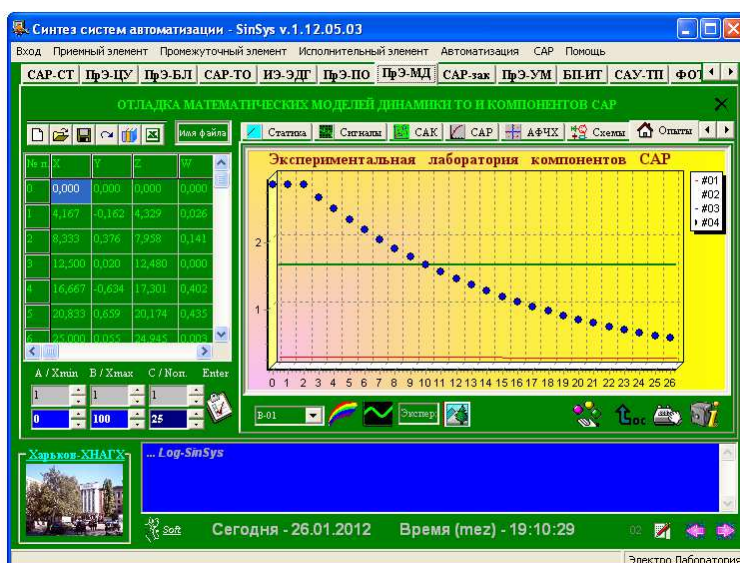 Синтез систем автоматизации - SinSys v.1.12.05.03
Вход Приемный элемент Промежуточный элемент Исполнительный элемент Автоматизация САР Помощь
САР-СТ ПрЭ-ЦУ ПрЭ-БЛ САР-ТО ИЭ-ЭДГ ПрЭ-ПО ПрЭ-МД САР-зак ПрЭ-УМ БП-ИТ САУ-ТП
ОТЛАДКА МАТЕМАТИЧЕСКИХ МОДЕЛЕЙ ДИНАМИКИ ТО И КОМПОНЕНТОВ САР
Имя файла
Статика Сигналы САК САР АФЧХ Схемы Опыты
№ п X Y Z W
0 0,000 0,000 0,000 0,000
1 4,167 -0,162 4,329 0,026
2 8,333 0,376 7,958 0,141
3 12,500 0,020 12,480 0,000
4 16,667 -0,634 17,301 0,402
5 20,833 0,659 20,174 0,435
6 25,000 0,055 24,945 0,003
Экспериментальная лаборатория компонентов САР
#01
#02
#03
#04
2
1
0 1 2 3 4 5 6 7 8 9 10 11 12 13 14 15 16 17 18 19 20 21 22 23 24 25 26
A / Xmin B / Xmax C / Nоп. Enter
1 1 1
0 100 25
B-01 Экспер. ос
Харьков-ХНАГХ
... Log-SinSys
Soft
Сегодня - 26.01.2012 Время (mez) - 19:10:29 02
Электро Лаборатория